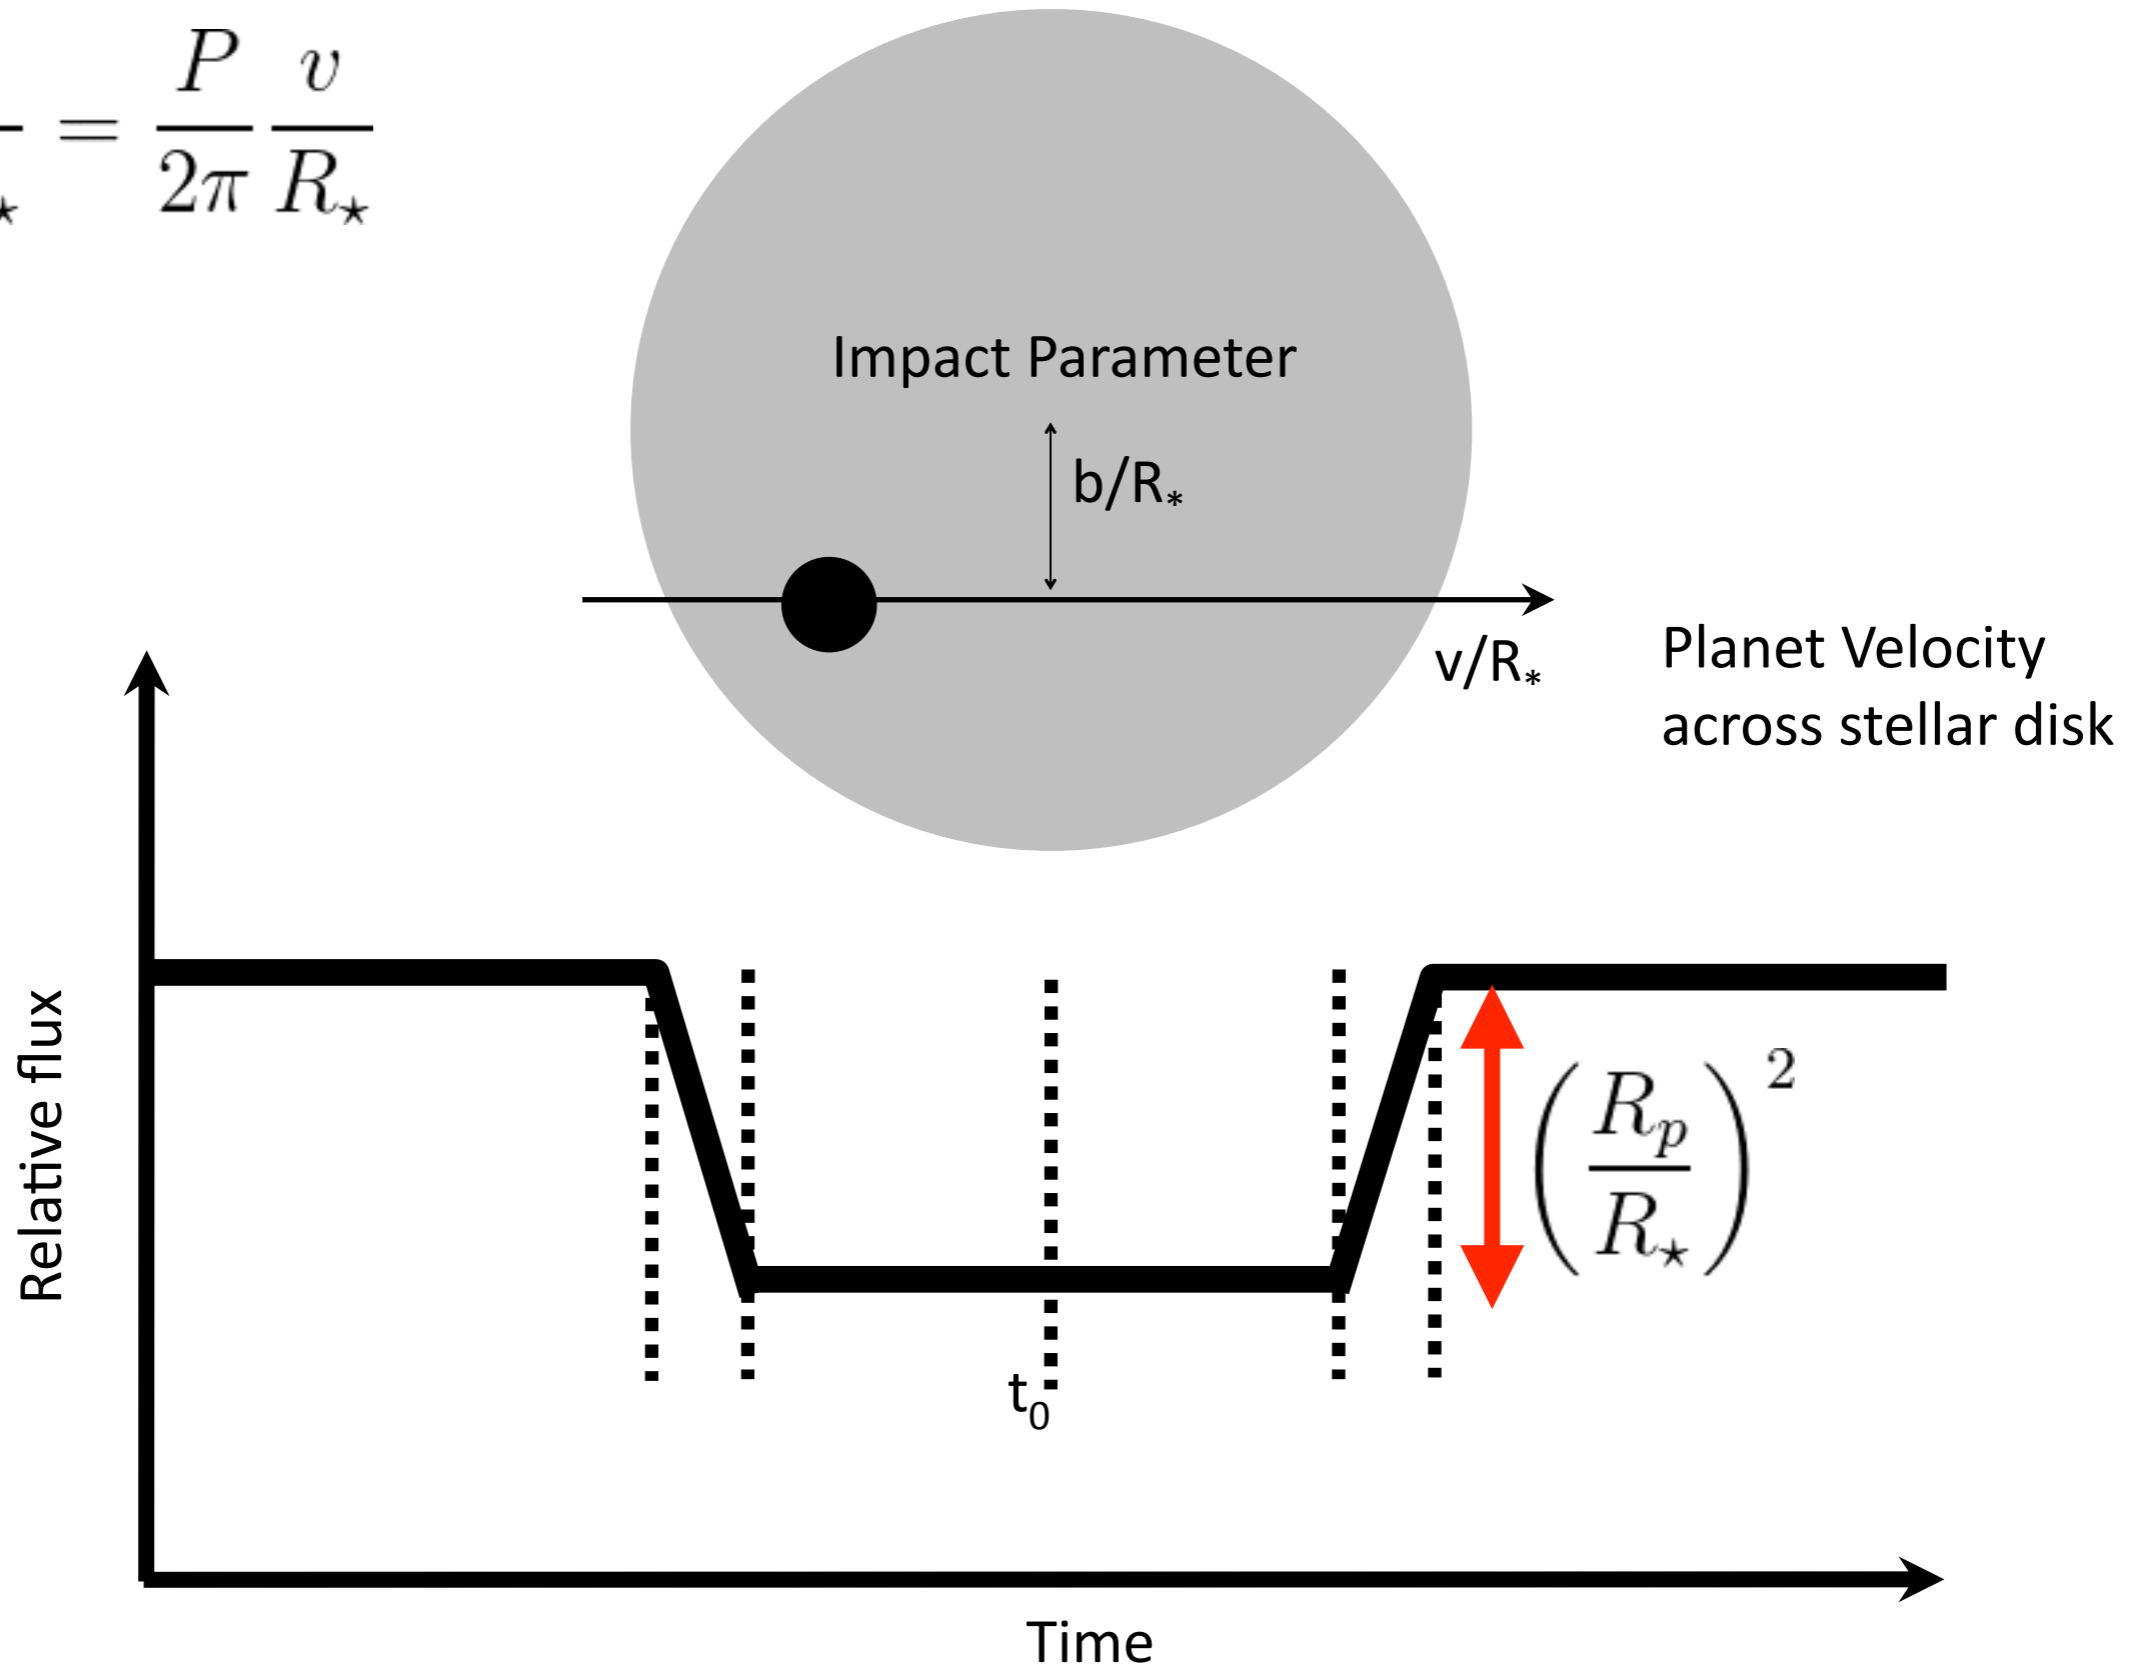 ⋆ = P/2π v/R⋆
Impact Parameter
b/R*
v/R*
Planet Velocity
across stellar disk
Relative flux
(Rp/R⋆)²
t₀
Time